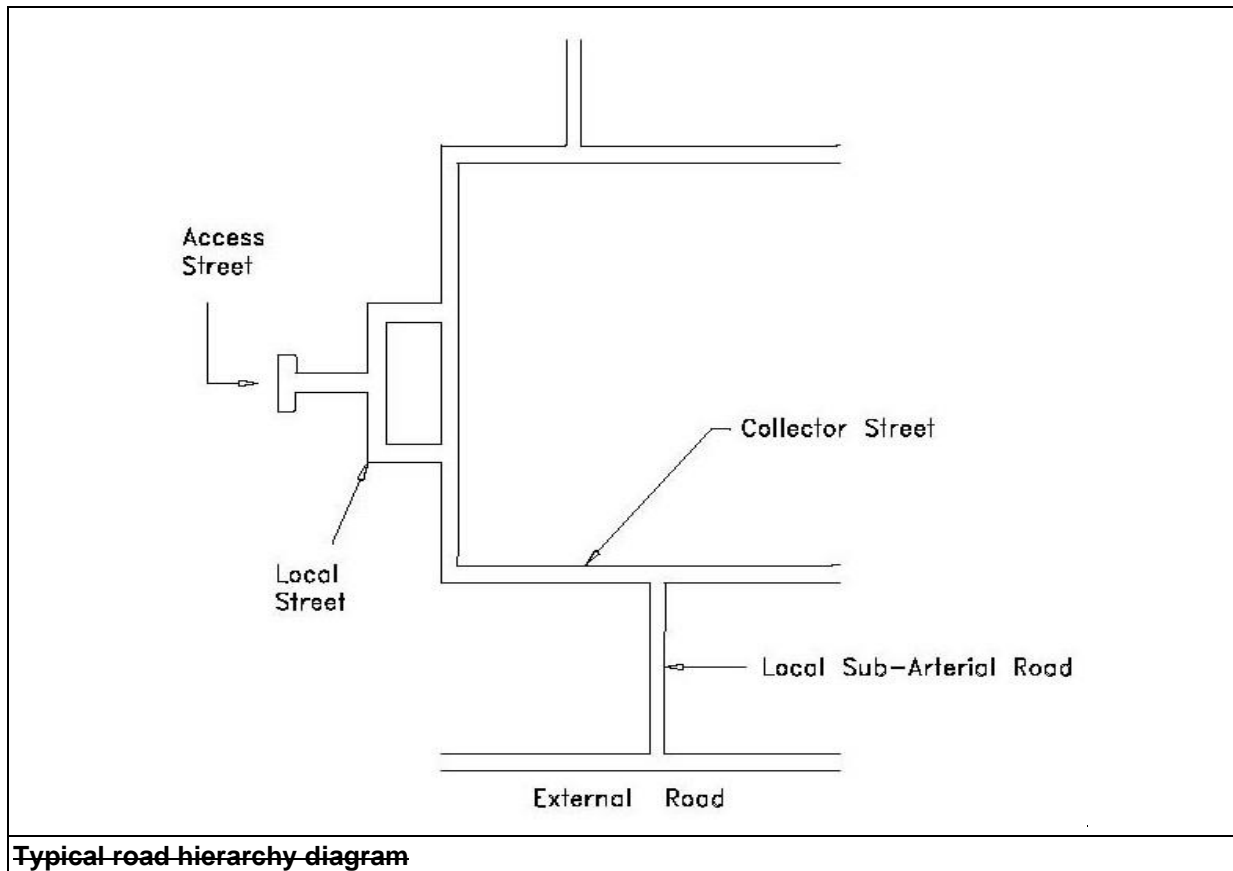 Access
Street
Collector Street
Local
Street
Local Sub-Arterial Road
External Road
Typical road hierarchy diagram